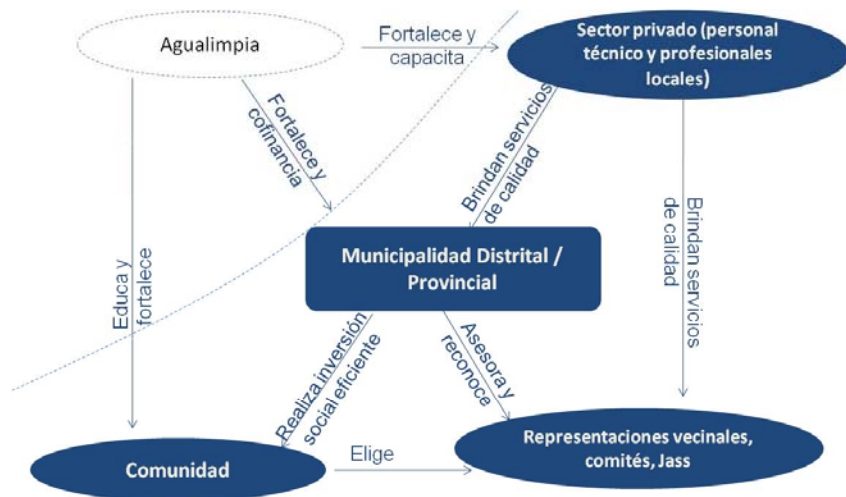 Agualimpia
Fortalece y
capacita
Sector privado (personal
técnico y profesionales
locales)
Fortalece y
cofinancia
Brindan servicios
de calidad
Brindan servicios
de calidad
Educa y
fortalece
Municipalidad Distrital /
Provincial
Realiza inversión
social eficiente
Asesora y
reconoce
Comunidad
Elige
Representaciones vecinales,
comités, Jass